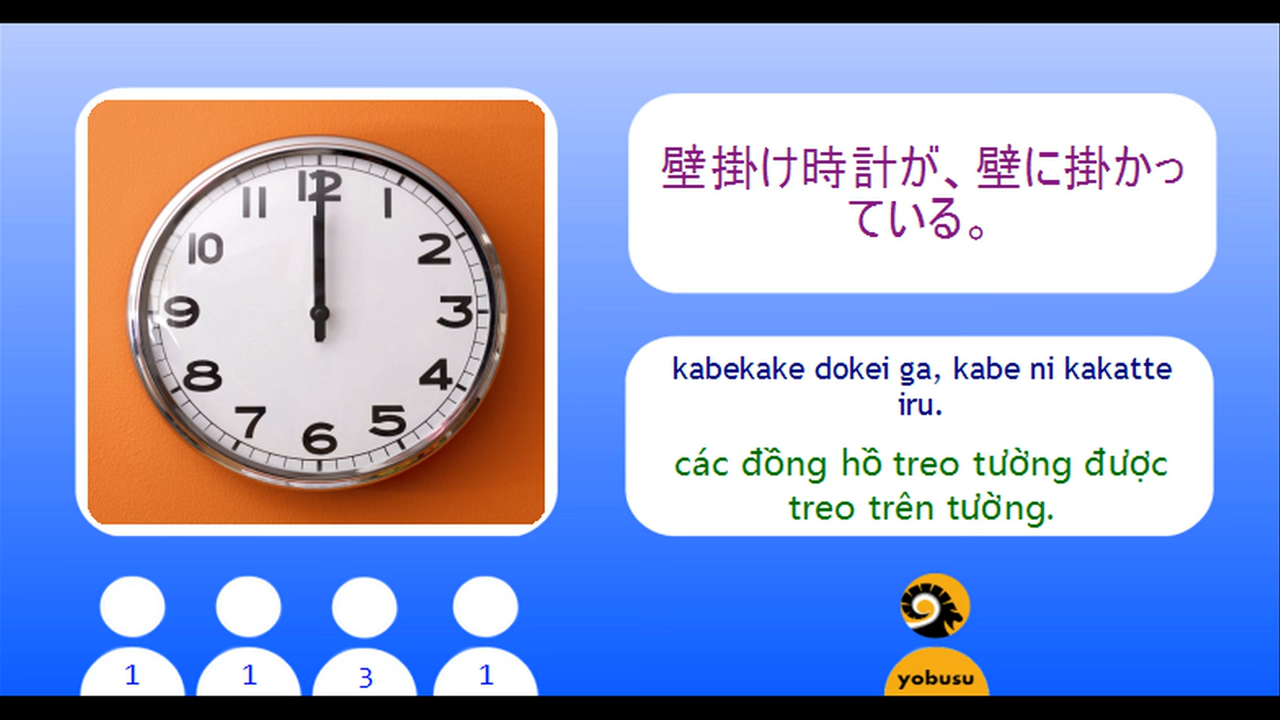 12
11
1
10
2
9
3
8
4
7
5
6
壁掛け時計が、壁に掛かっ
ている。
kabekake dokei ga, kabe ni kakatte
iru.
các đồng hồ treo tường được
treo trên tường.
1 1 3 1
yobusu